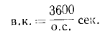 в.к. = 3600/о.с. сек.